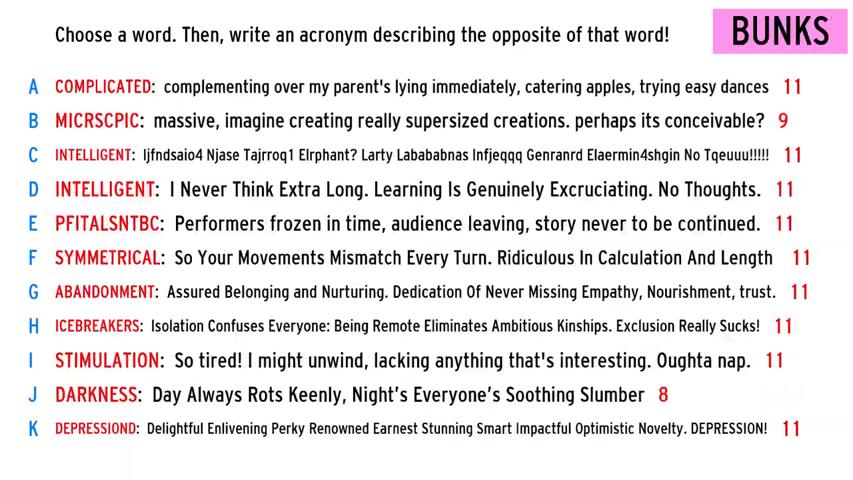 Choose a word. Then, write an acronym describing the opposite of that word! BUNKS
A COMPLICATED: complementing over my parent's lying immediately, catering apples, trying easy dances 11
B MICRSCPIC: massive, imagine creating really supersized creations. perhaps its conceivable? 9
C INTELLIGENT: Ijfndsaio4 Njase Tajrroq1 Elrphant? Larty Labababnas Infjeqqq Genranrd Elaermin4shgin No Tqeuuu!!!!! 11
D INTELLIGENT: I Never Think Extra Long. Learning Is Genuinely Excruciating. No Thoughts. 11
E PFITALSNTBC: Performers frozen in time, audience leaving, story never to be continued. 11
F SYMMETRICAL: So Your Movements Mismatch Every Turn. Ridiculous In Calculation And Length 11
G ABANDONMENT: Assured Belonging and Nurturing. Dedication Of Never Missing Empathy, Nourishment, trust. 11
H ICEBREAKERS: Isolation Confuses Everyone: Being Remote Eliminates Ambitious Kinships. Exclusion Really Sucks! 11
I STIMULATION: So tired! I might unwind, lacking anything that's interesting. Oughta nap. 11
J DARKNESS: Day Always Rots Keenly, Night's Everyone's Soothing Slumber 8
K DEPRESSIOND: Delightful Enlivening Perky Renowned Earnest Stunning Smart Impactful Optimistic Novelty. DEPRESSION! 11